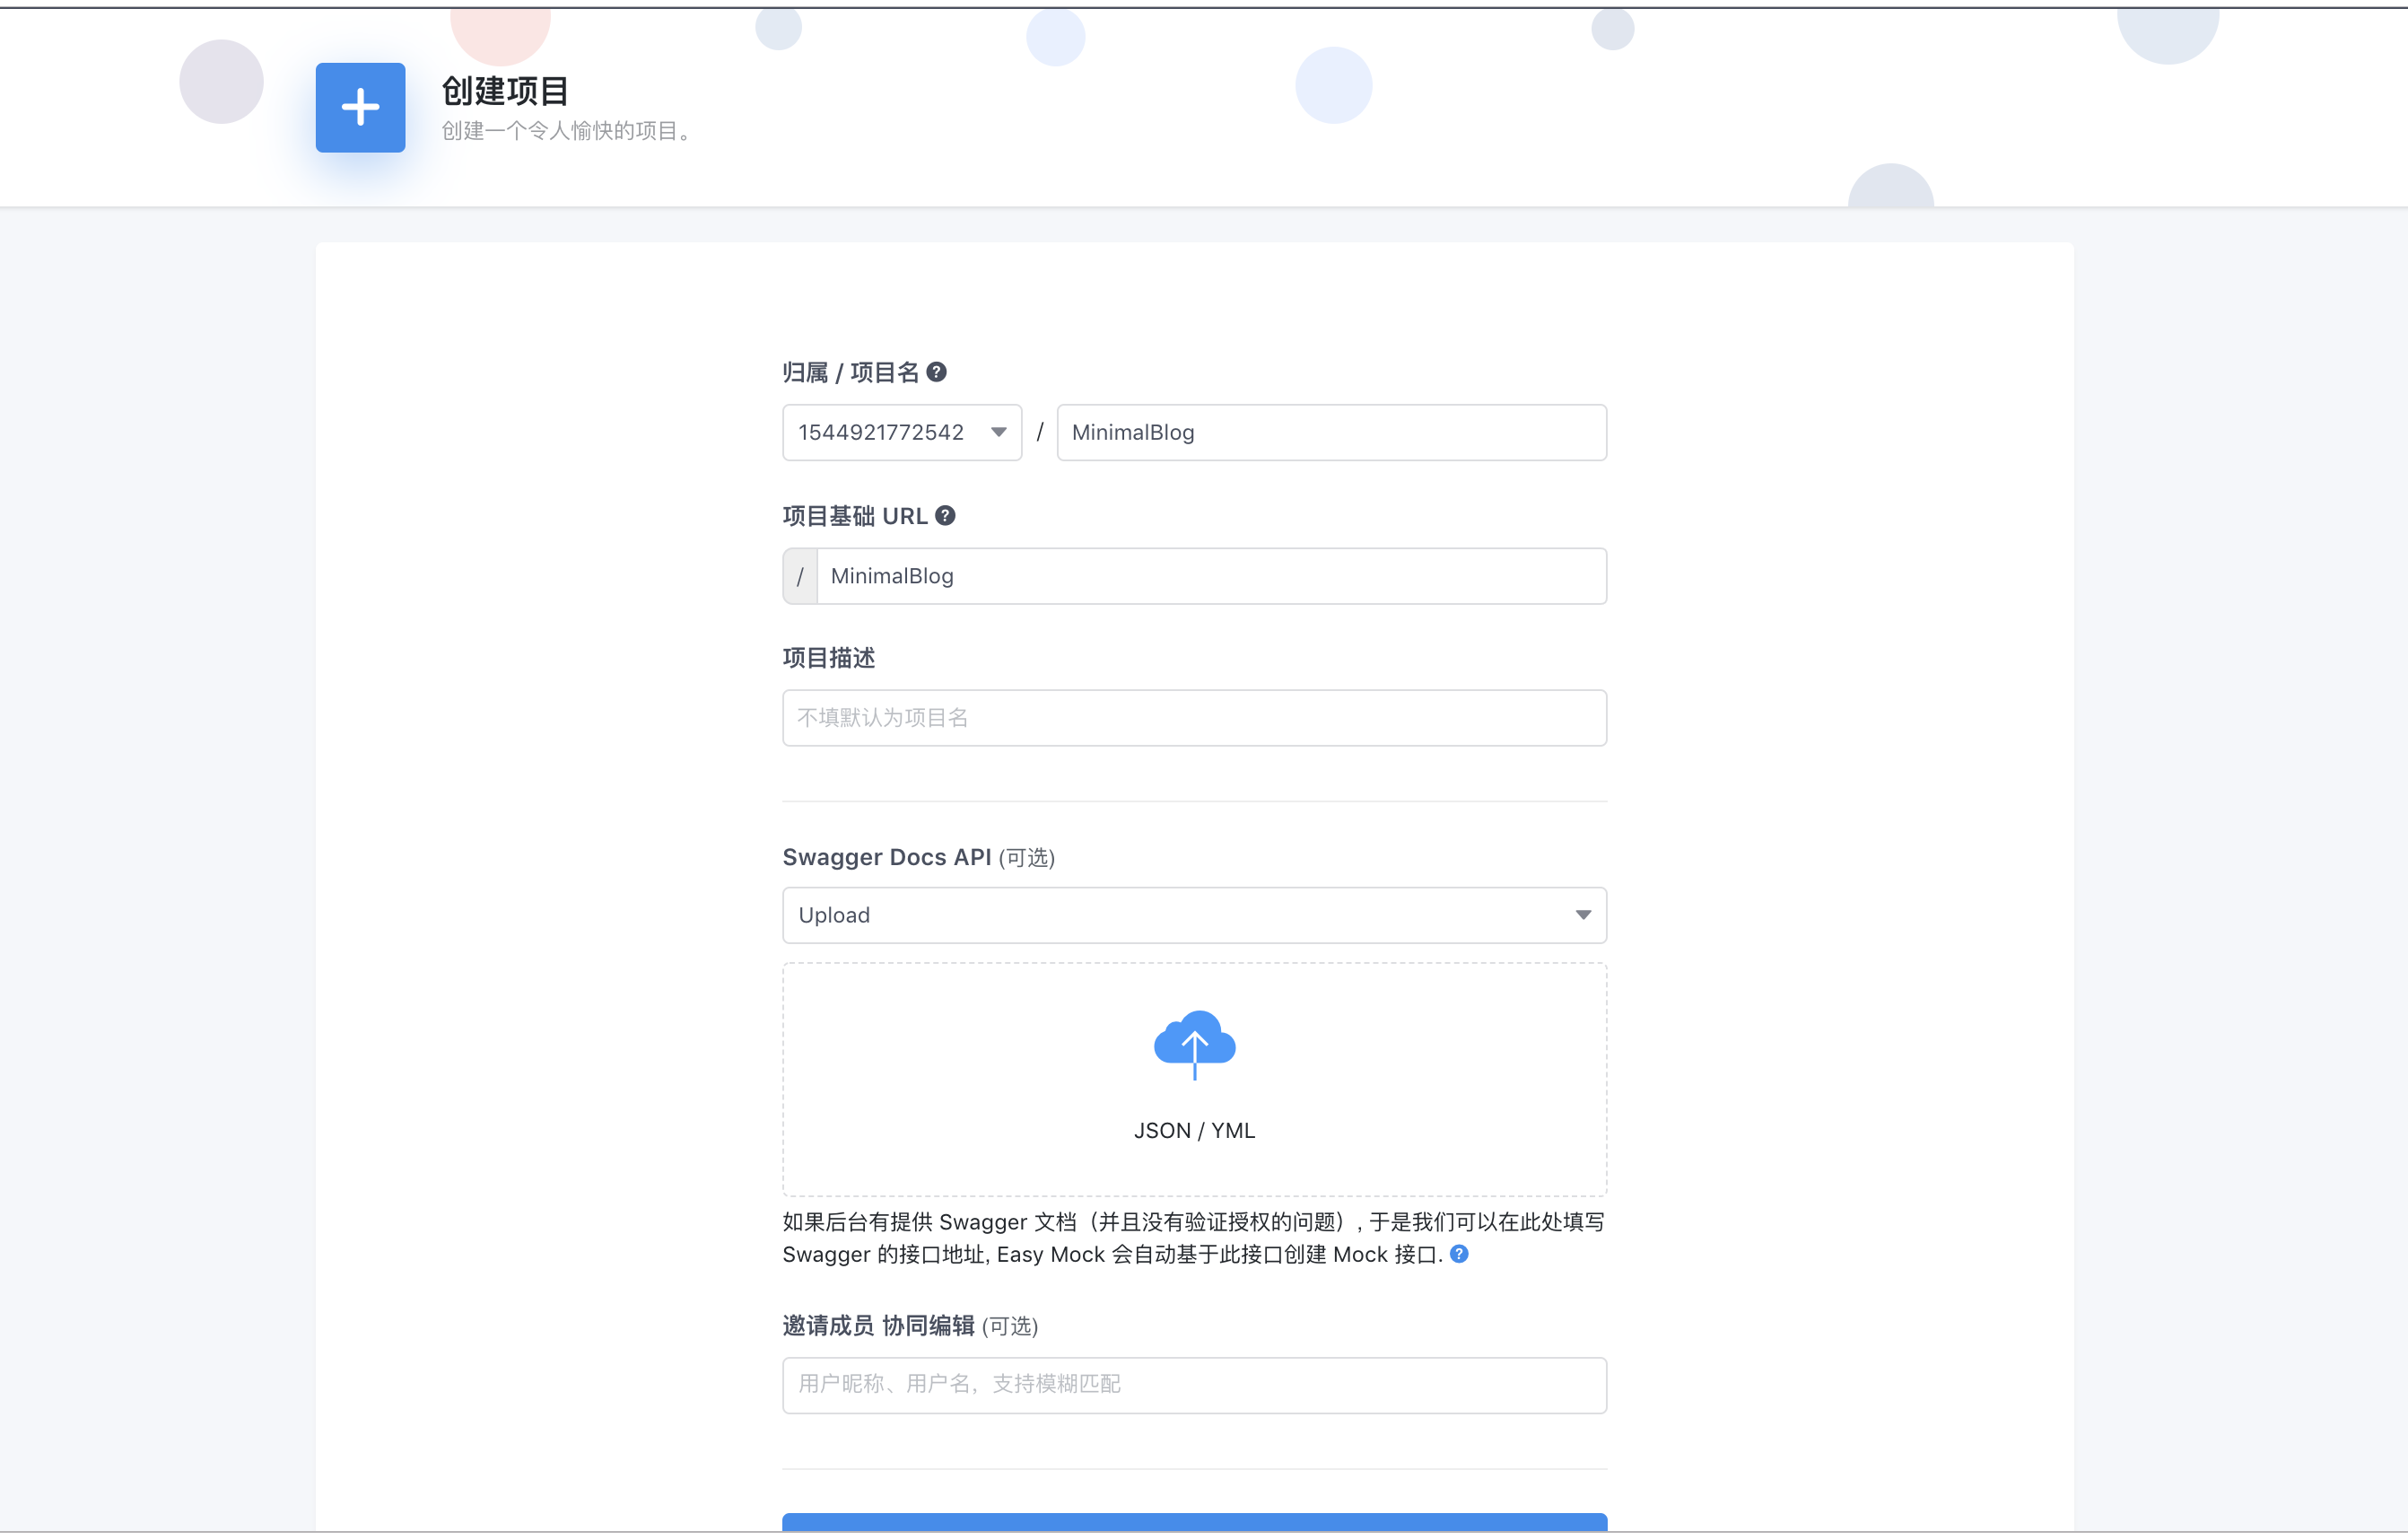 创建项目
创建一个令人愉快的项目。
归属 / 项目名 ?
1544921772542 / MinimalBlog
项目基础 URL ?
/ MinimalBlog
项目描述
不填默认为项目名
Swagger Docs API (可选)
Upload
JSON / YML
如果后台有提供 Swagger 文档（并且没有验证授权的问题）, 于是我们可以在此处填写
Swagger 的接口地址, Easy Mock 会自动基于此接口创建 Mock 接口. ?
邀请成员 协同编辑 (可选)
用户昵称、用户名，支持模糊匹配